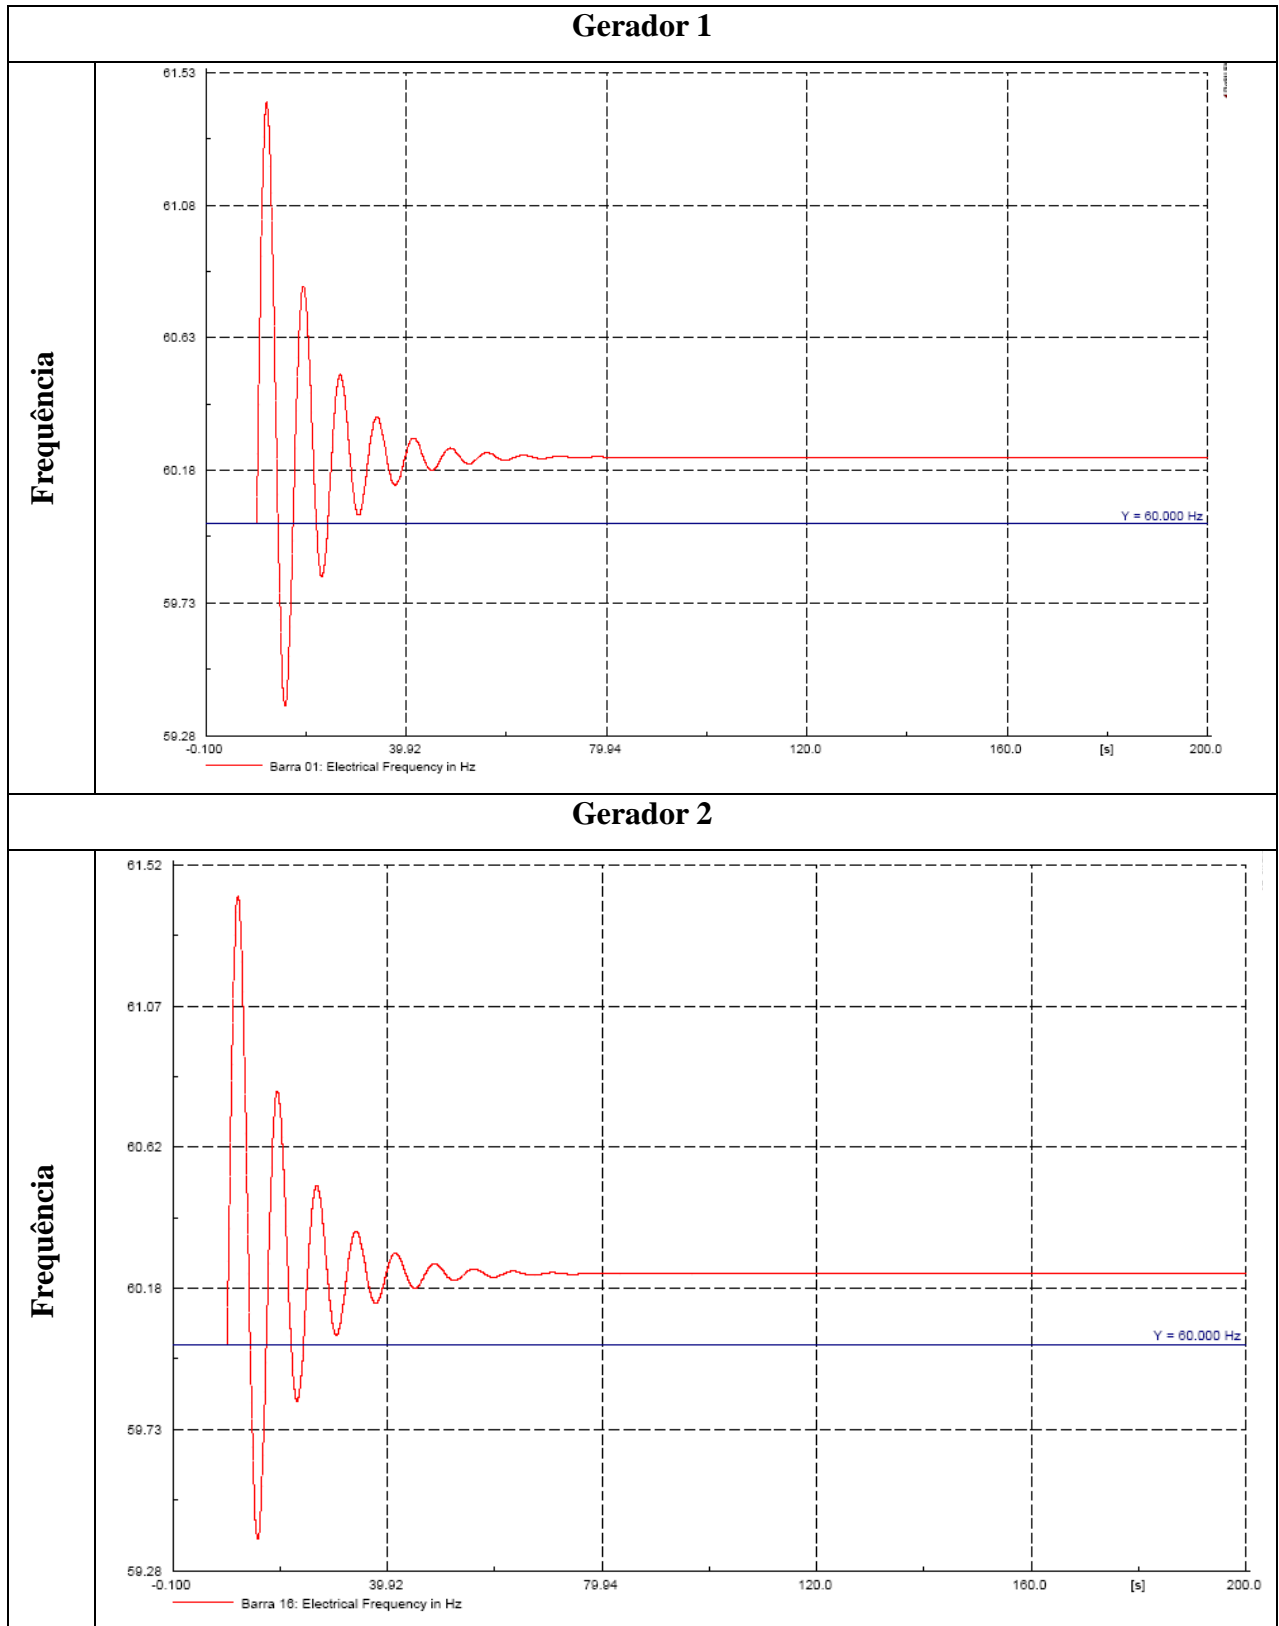 Gerador 1
Frequência
61.53
61.08
60.63
60.18
59.73
59.28
Y = 60.000 Hz
-0.100
39.92
79.94
120.0
160.0
[s]
200.0
Barra 01: Electrical Frequency in Hz
Gerador 2
Frequência
61.52
61.07
60.62
60.18
59.73
59.28
Y = 60.000 Hz
-0.100
39.92
79.94
120.0
160.0
[s]
200.0
Barra 16: Electrical Frequency in Hz